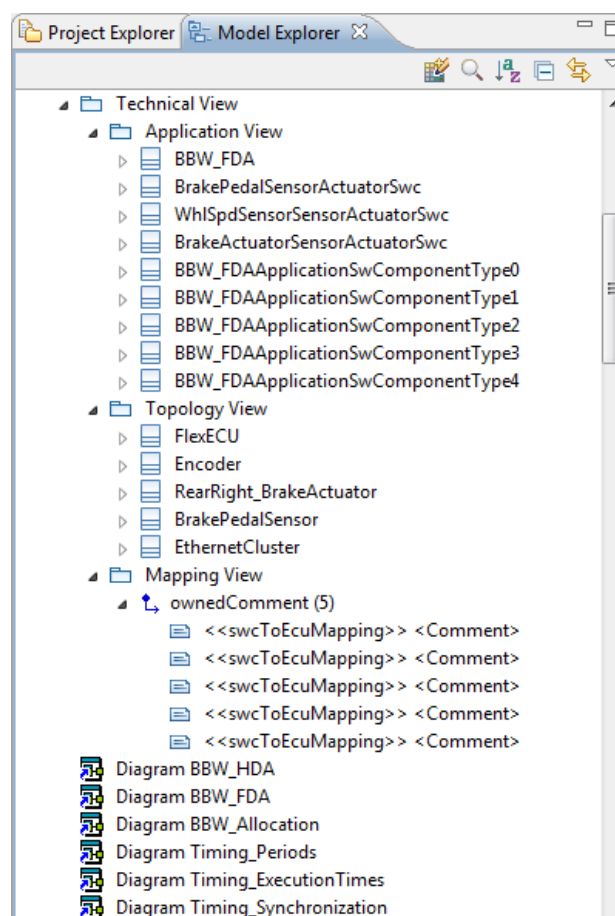 Project Explorer Model Explorer
Technical View
Application View
BBW_FDA
BrakePedalSensorActuatorSwc
WhlSpdSensorSensorActuatorSwc
BrakeActuatorSensorActuatorSwc
BBW_FDAApplicationSwComponentType0
BBW_FDAApplicationSwComponentType1
BBW_FDAApplicationSwComponentType2
BBW_FDAApplicationSwComponentType3
BBW_FDAApplicationSwComponentType4
Topology View
FlexECU
Encoder
RearRight_BrakeActuator
BrakePedalSensor
EthernetCluster
Mapping View
ownedComment (5)
<<swcToEcuMapping>> <Comment>
<<swcToEcuMapping>> <Comment>
<<swcToEcuMapping>> <Comment>
<<swcToEcuMapping>> <Comment>
<<swcToEcuMapping>> <Comment>
Diagram BBW_HDA
Diagram BBW_FDA
Diagram BBW_Allocation
Diagram Timing_Periods
Diagram Timing_ExecutionTimes
Diagram Timing_Synchronization